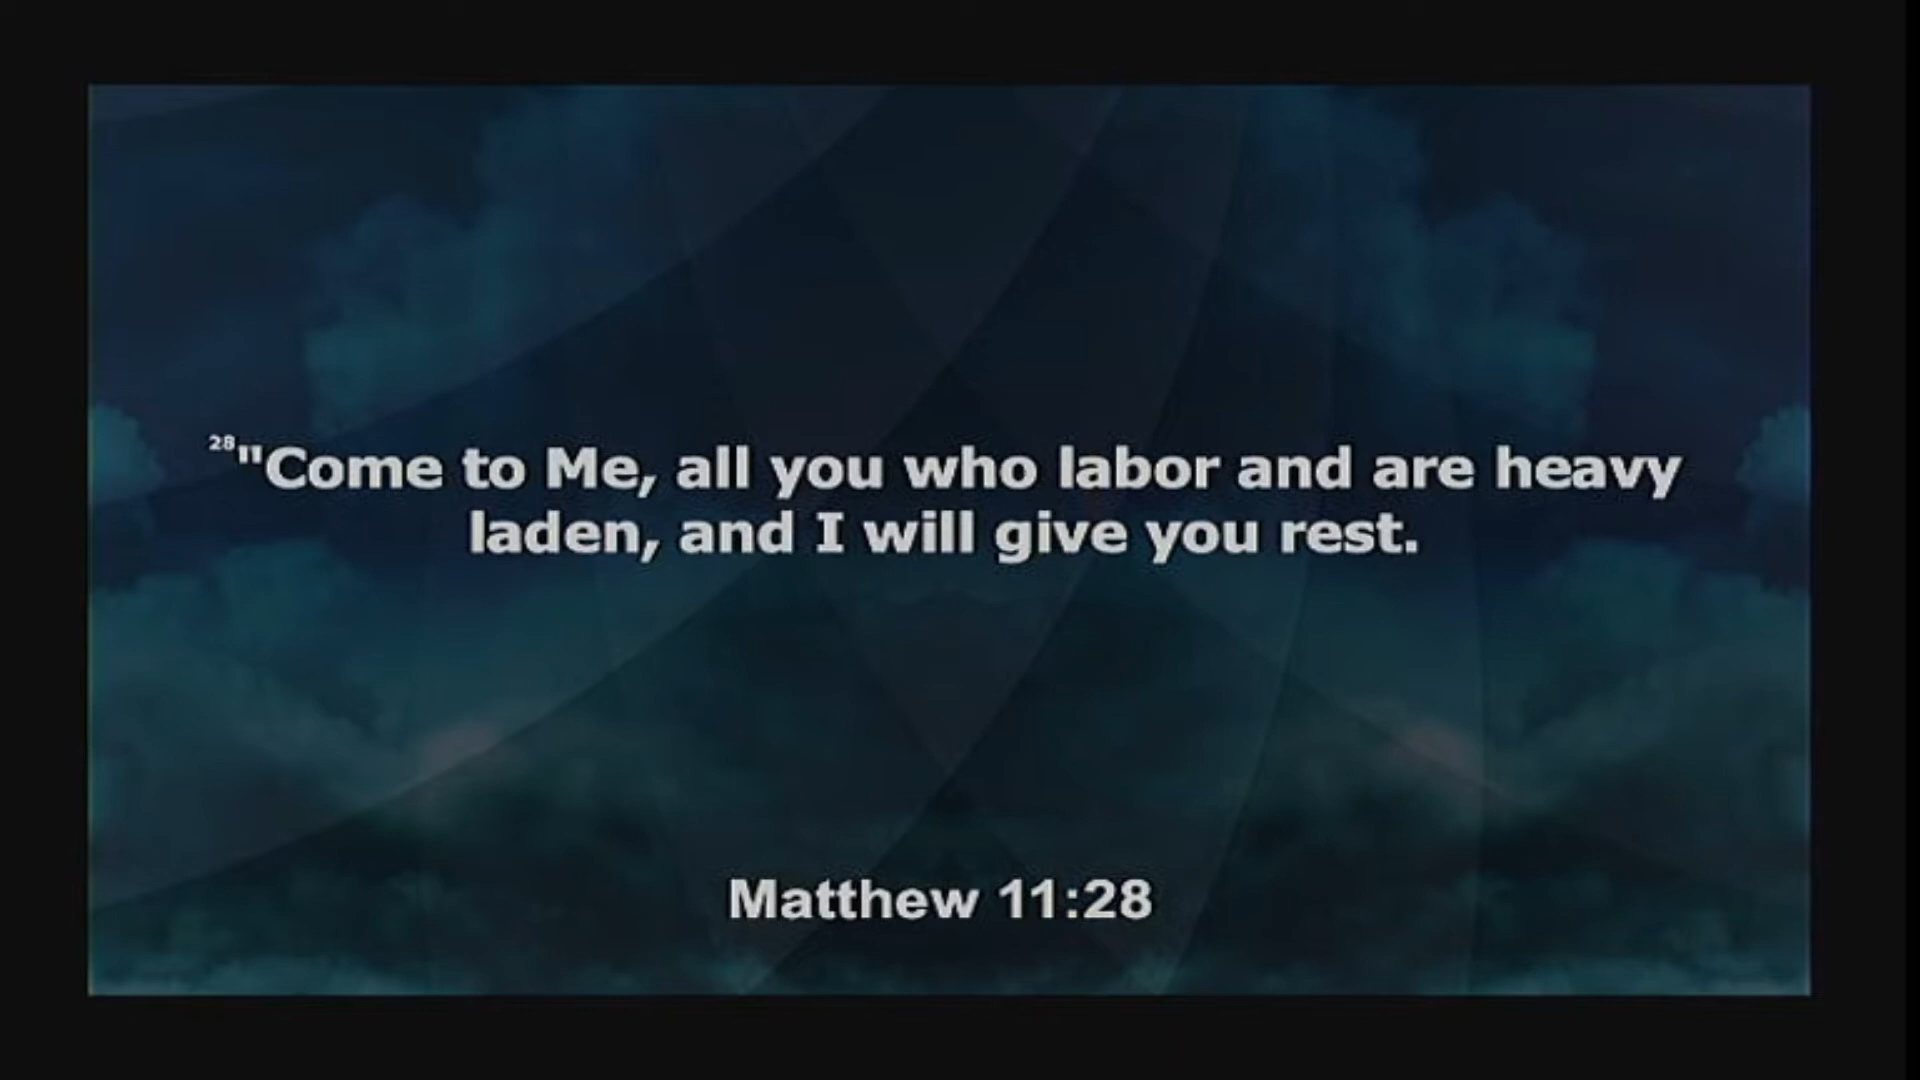 28"Come to Me, all you who labor and are heavy
laden, and I will give you rest.
Matthew 11:28